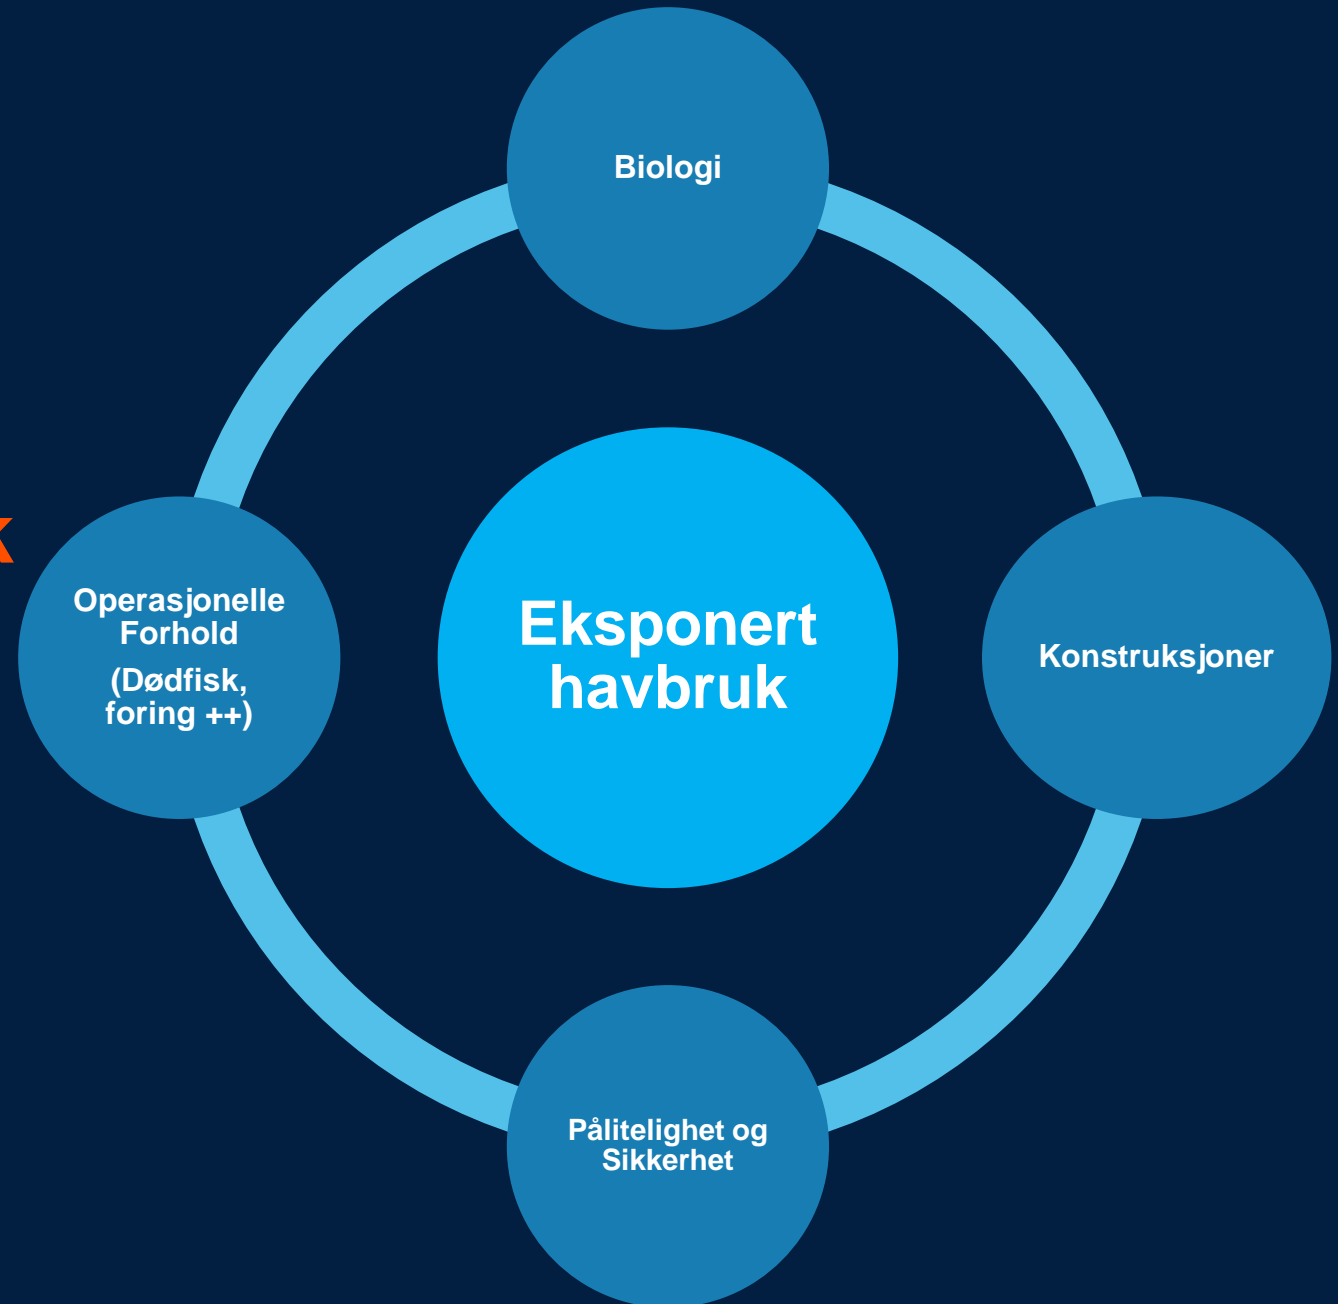 Biologi
Operasjonelle
Forhold
(Dødfisk,
foring ++)
Eksponert
havbruk
Konstruksjoner
Pålitelighet og
Sikkerhet